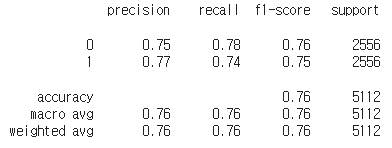 precision recall f1-score support
0 0.75 0.78 0.76 2556
1 0.77 0.74 0.75 2556
accuracy 0.76 5112
macro avg 0.76 0.76 0.76 5112
weighted avg 0.76 0.76 0.76 5112